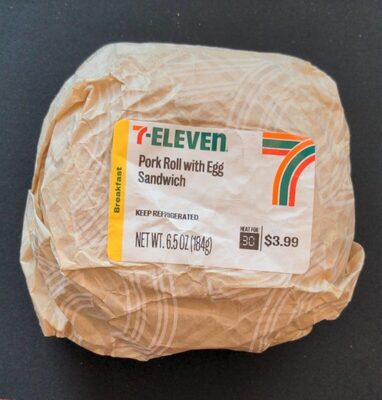 7-ELEVEN
Pork Roll with Egg
Sandwich
Breakfast
KEEP REFRIGERATED
NET WT. 6.5 OZ (184g)
HEAT FOR
30
$3.99